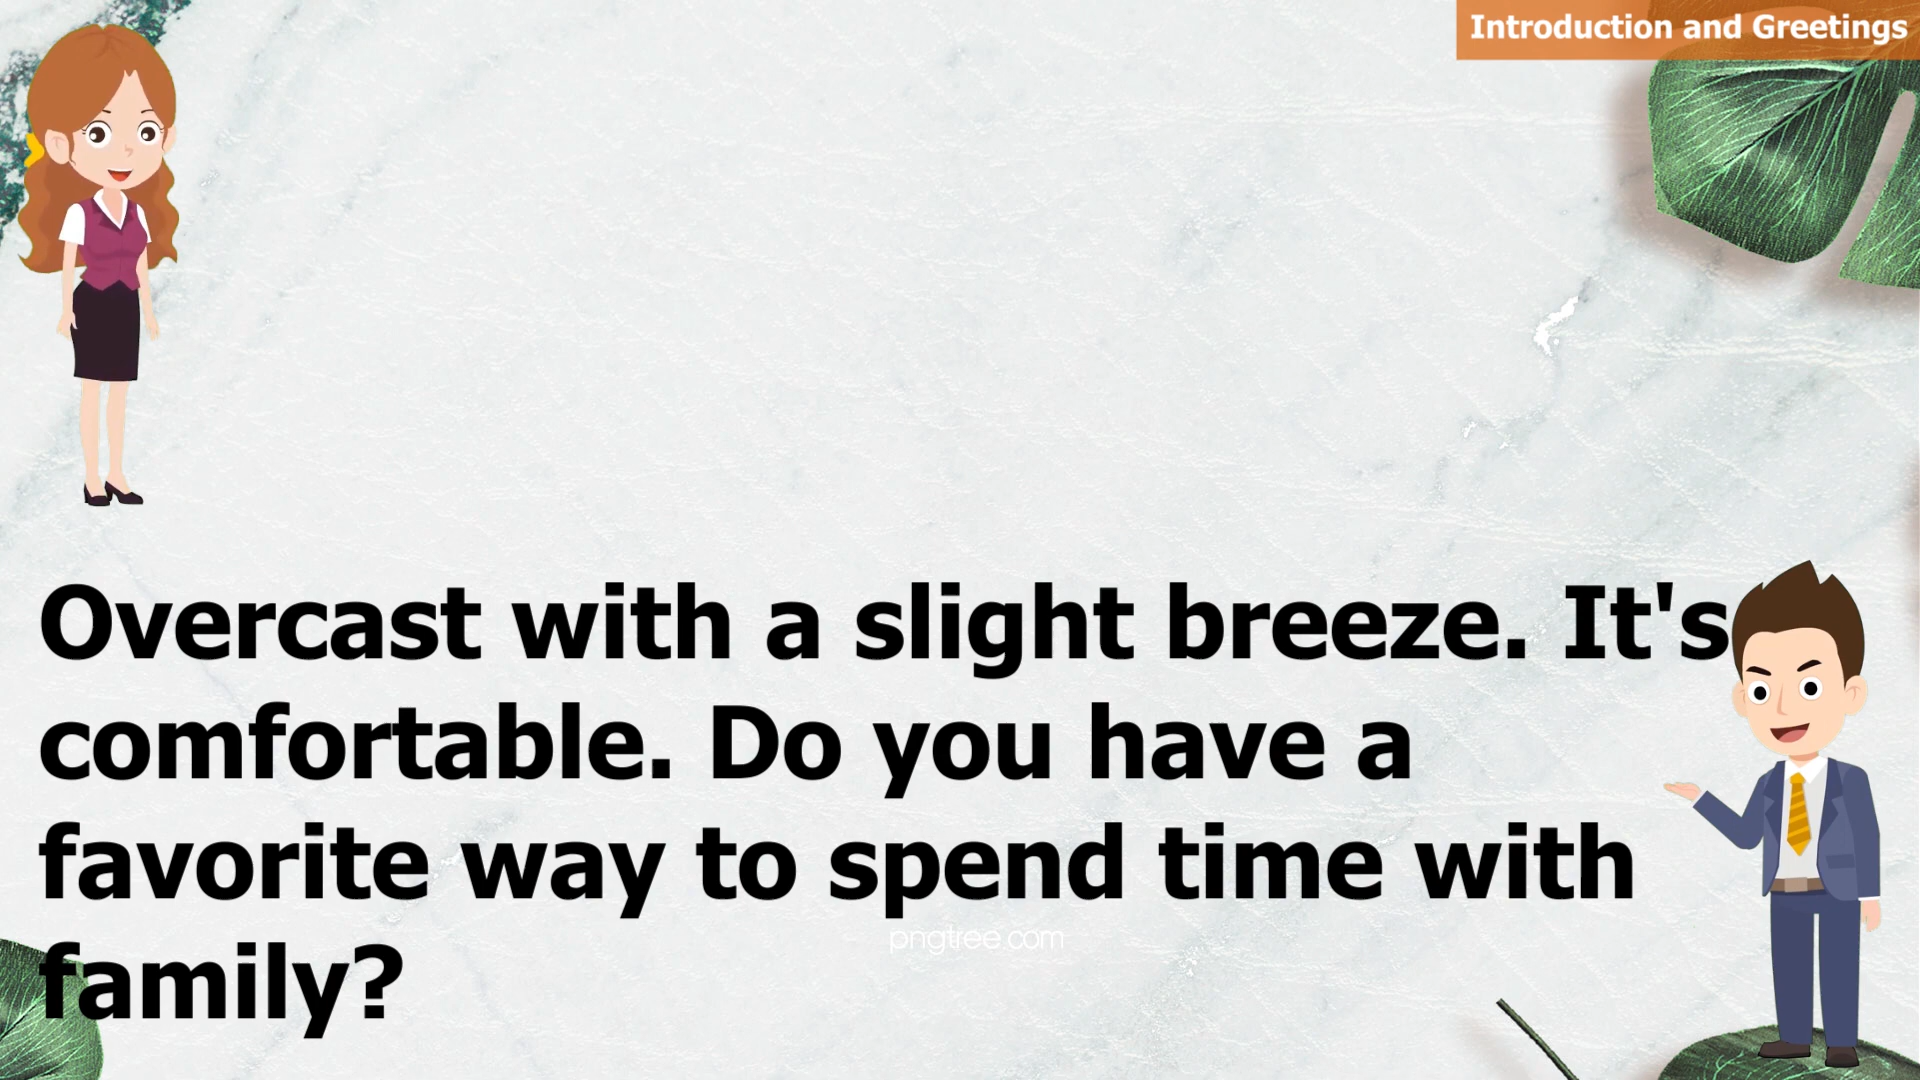 Introduction and Greetings
Overcast with a slight breeze. It's
comfortable. Do you have a
favorite way to spend time with
pngtree.com
family?